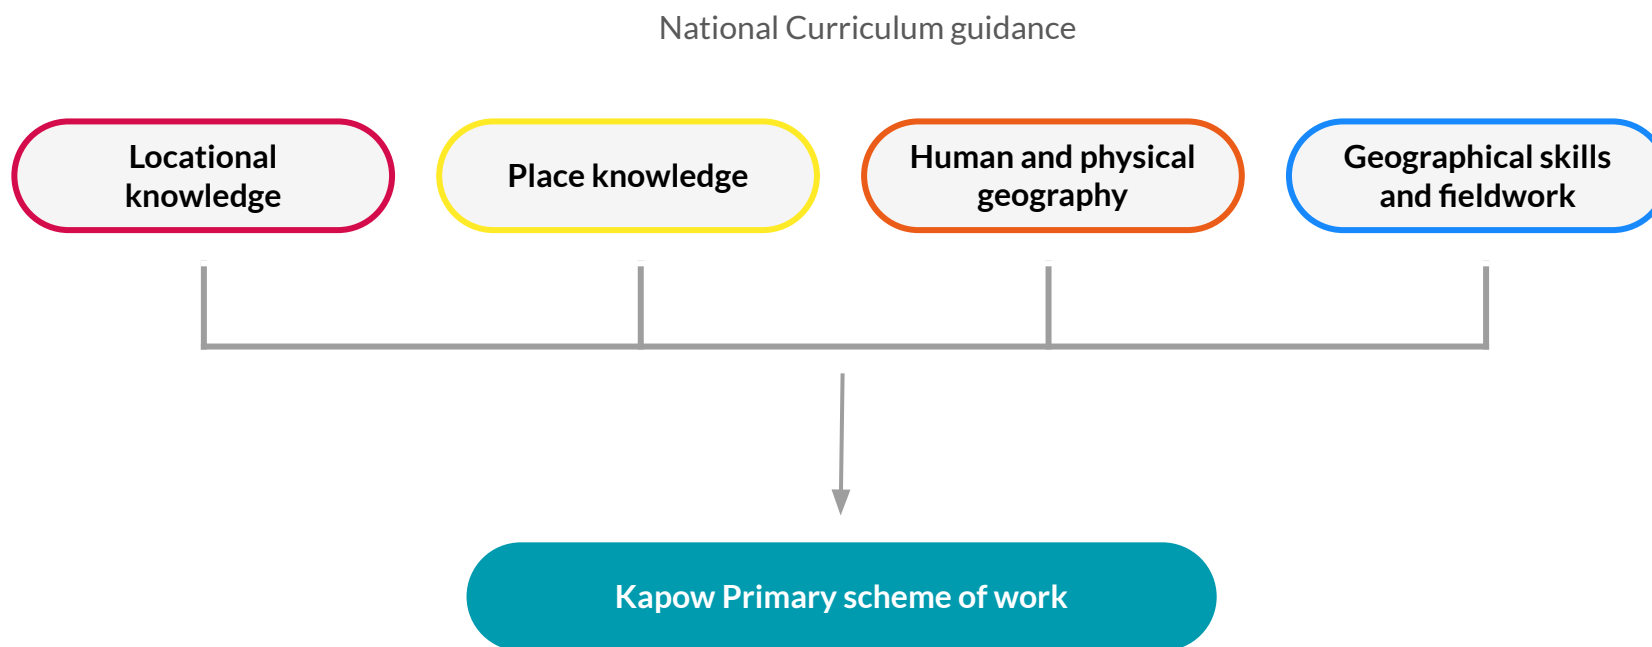 National Curriculum guidance
Locational
knowledge
Place knowledge
Human and physical
geography
Geographical skills
and fieldwork
Kapow Primary scheme of work